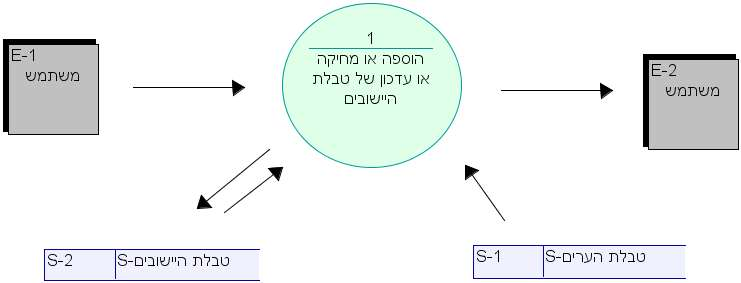 E-1
משתמש
1
הוספה או מחיקה
או עדכון של טבלת
היישובים
E-2
משתמש
S-2
טבלת היישובים-S
S-1
טבלת הערים-S